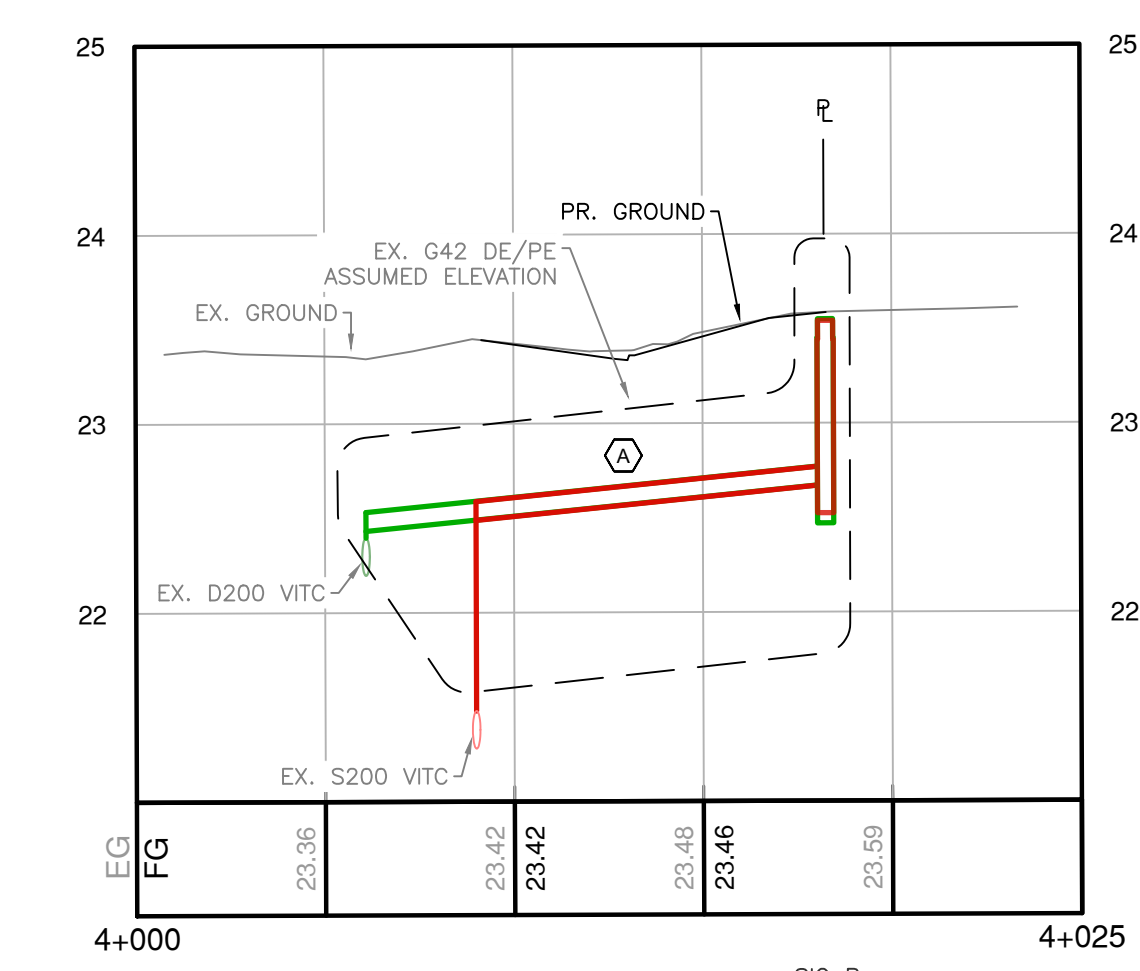 25
25
PL
PR. GROUND
24
24
EX. G42 DE/PE
ASSUMED ELEVATION
EX. GROUND
23
23
A
EX. D200 VITC
22
22
EX. S200 VITC
EG
FG
23.36
23.42
23.42
23.48
23.46
23.59
4+000
4+025